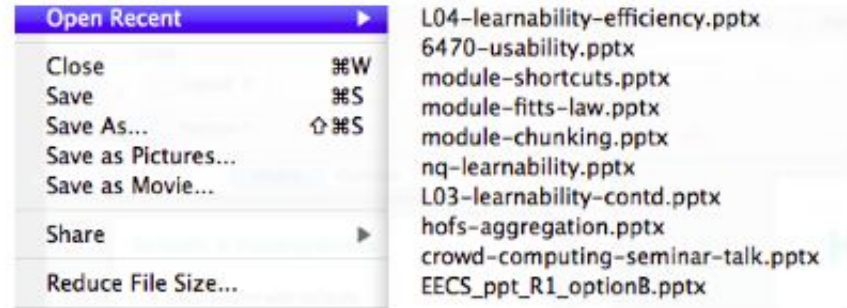 Open Recent ▶
Close ⌘W
Save ⌘S
Save As... ⇧⌘S
Save as Pictures...
Save as Movie...
Share ▶
Reduce File Size...
L04-learnability-efficiency.pptx
6470-usability.pptx
module-shortcuts.pptx
module-fitts-law.pptx
module-chunking.pptx
nq-learnability.pptx
L03-learnability-contd.pptx
hofs-aggregation.pptx
crowd-computing-seminar-talk.pptx
EECS_ppt_R1_optionB.pptx